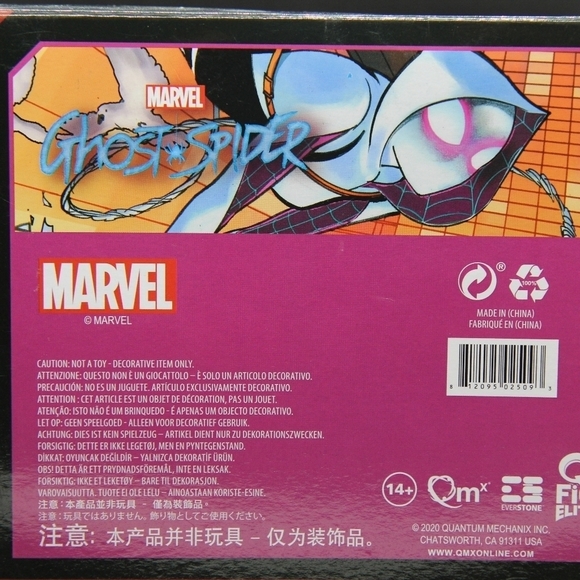 MARVEL
GHOST★SPIDER
MARVEL
© MARVEL
®
100%
MADE IN (CHINA)
FABRIQUÉ EN (CHINA)
8 12095 02509 3
CAUTION: NOT A TOY - DECORATIVE ITEM ONLY.
ATTENZIONE: QUESTO NON È UN GIOCATTOLO – È SOLO UN ARTICOLO DECORATIVO.
PRECAUCIÓN: NO ES UN JUGUETE. ARTÍCULO EXCLUSIVAMENTE DECORATIVO.
ATTENTION : CET ARTICLE EST UN OBJET DE DÉCORATION, PAS UN JOUET.
ATENÇÃO: ISTO NÃO É UM BRINQUEDO - É APENAS UM OBJECTO DECORATIVO.
LET OP: GEEN SPEELGOED - ALLEEN VOOR DECORATIEF GEBRUIK.
ACHTUNG: DIES IST KEIN SPIELZEUG – ARTIKEL DIENT NUR ZU DEKORATIONSZWECKEN.
FORSIGTIG: DETTE ER IKKE LEGETØJ, MEN EN PYNTEGENSTAND.
DİKKAT: OYUNCAK DEĞİLDİR - YALNIZCA DEKORATİF ÜRÜN.
OBS! DETTA ÄR ETT PRYDNADSFÖREMÅL, INTE EN LEKSAK.
FORSIKTIG: IKKE ET LEKETØY — BARE TIL DEKORASJON.
VAROVAISUUTTA. TUOTE EI OLE LELU – AINOASTAAN KORISTE-ESINE.
注意：本產品並非玩具 - 僅為裝飾品。
注意：玩具ではありません。飾り物としてご使用ください。
注意：本产品并非玩具 - 仅为装饰品。
14+
Qmx
EVERSTONE
Fi
ELIT
© 2020 QUANTUM MECHANIX INC.
CHATSWORTH, CA 91311 USA
WWW.QMXONLINE.COM